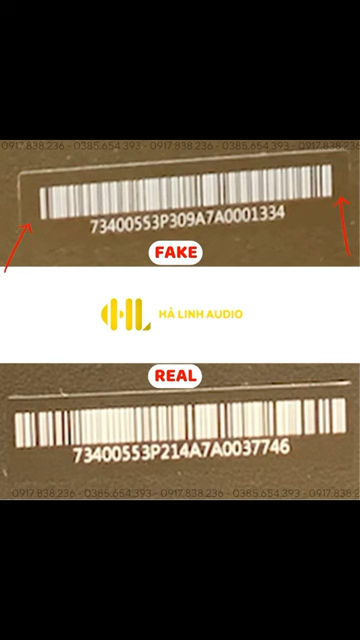 0917.838.236 - 0385.654.393 - 0917.838.236 - 0385.654.393 - 0917.838.236
73400553P309A7A0001334
FAKE
HÀ LINH AUDIO
REAL
73400553P214A7A0037746
0917.838.236 - 0385.654.393 - 0917.838.236 - 0385.654.393 - 0917.838.236